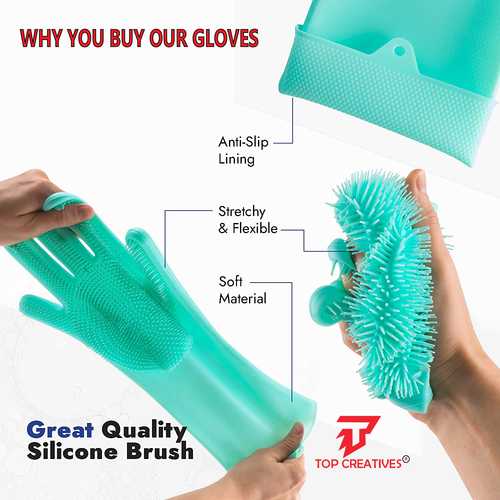 WHY YOU BUY OUR GLOVES
Anti-Slip
Lining
Stretchy
& Flexible
Soft
Material
Great Quality
Silicone Brush
TOP CREATIVES®